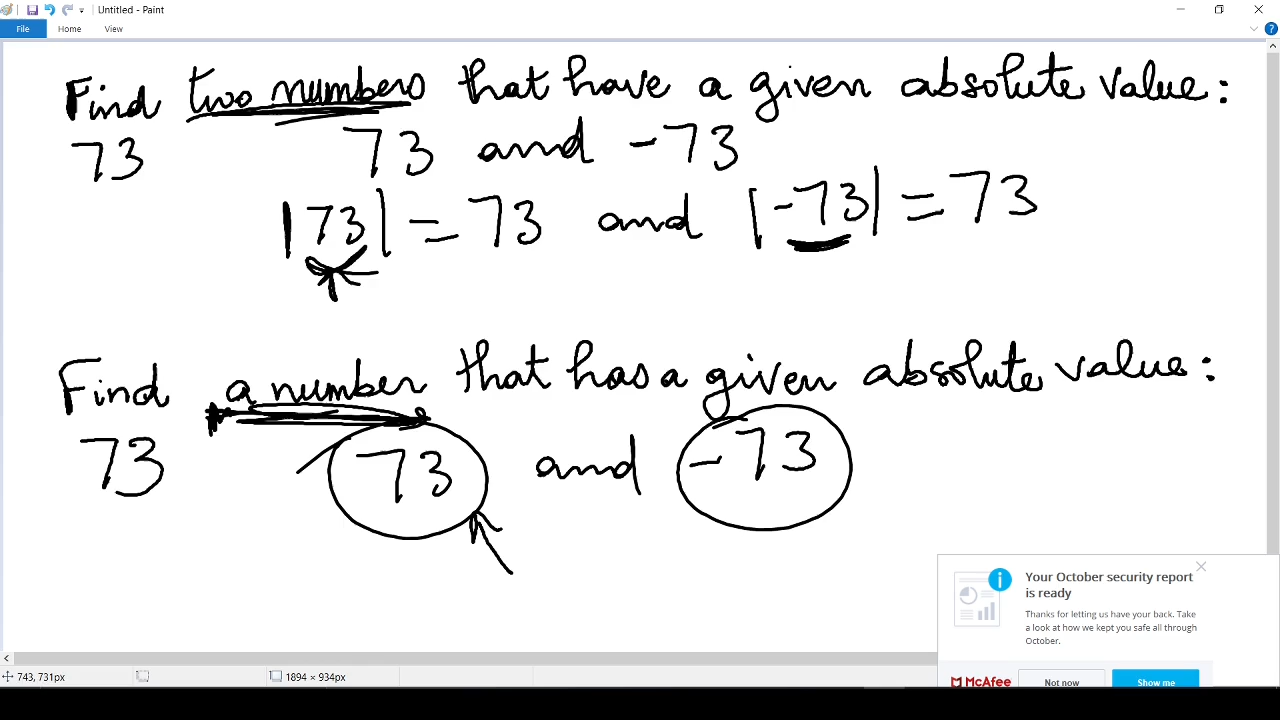 Untitled - Paint
File Home View
Find two numbers that have a given absolute value:
73 73 and -73
|73| = 73 and |-73| = 73
Find a number that has a given absolute value:
73 73 and -73
Your October security report
is ready
Thanks for letting us have your back. Take
a look at how we kept you safe all through
October.
McAfee Not now Show me
743, 731px 1894 × 934px